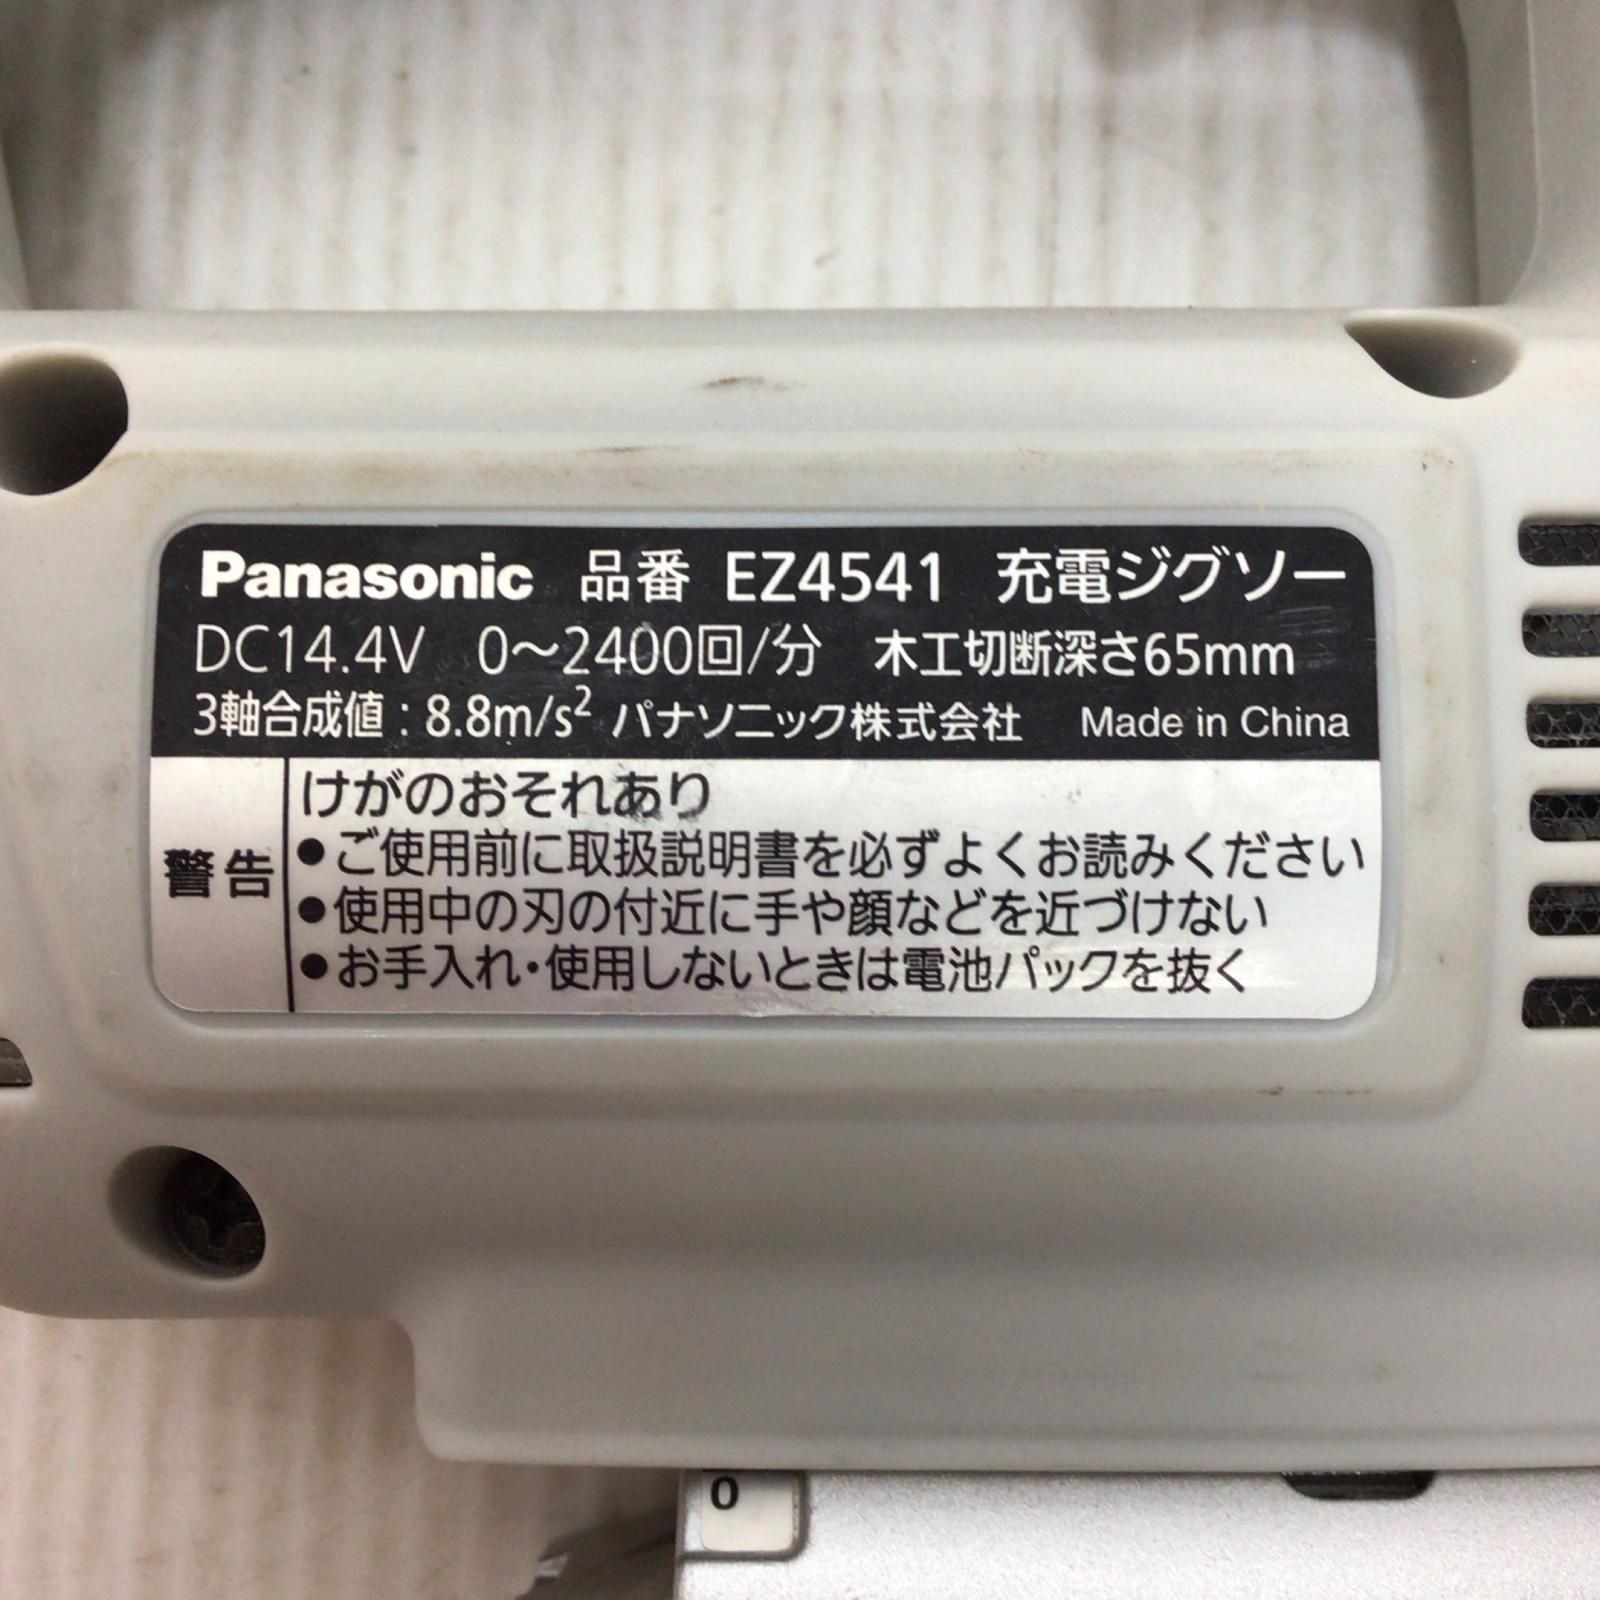 Panasonic 品番 EZ4541 充電ジグソー
DC14.4V 0〜2400回/分 木工切断深さ65mm
3軸合成値：8.8m/s² パナソニック株式会社 Made in China
警告
けがのおそれあり
●ご使用前に取扱説明書を必ずよくお読みください
●使用中の刃の付近に手や顔などを近づけない
●お手入れ・使用しないときは電池パックを抜く
0